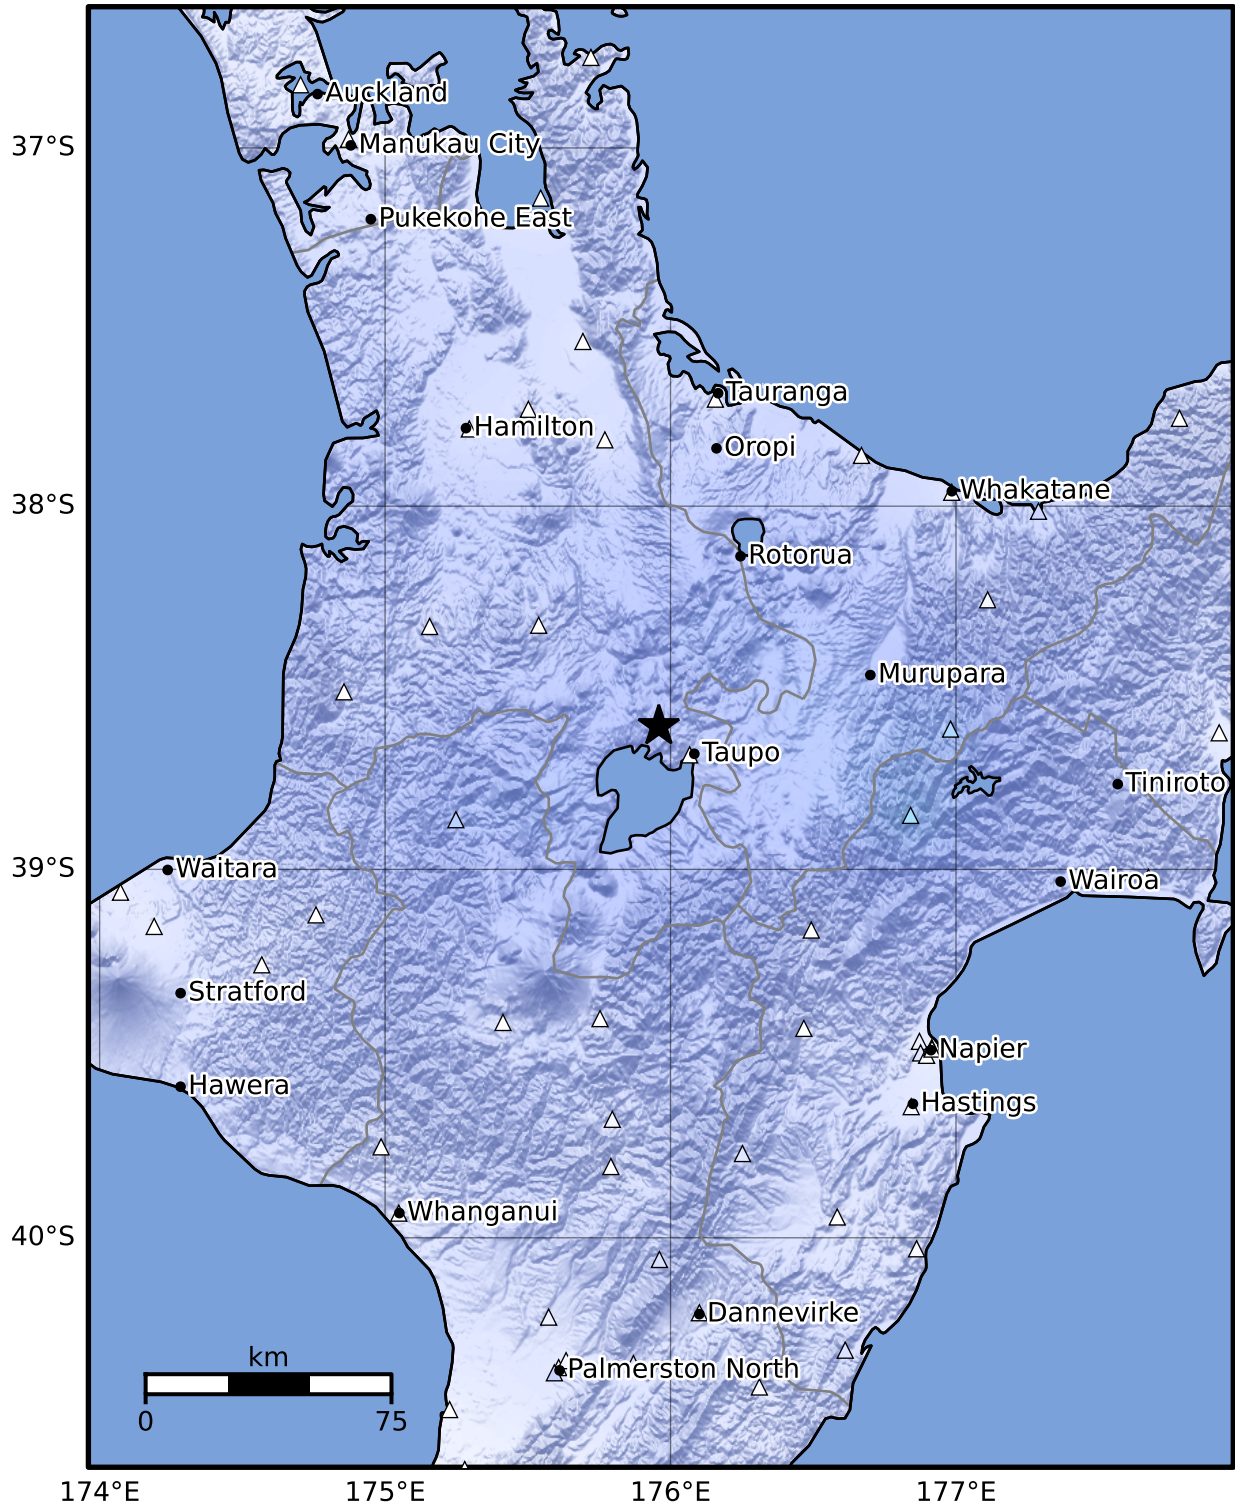 Auckland
37°S
Manukau City
Pukekohe East
Tauranga
Hamilton
Oropi
38°S
Whakatane
Rotorua
Murupara
Taupo
Tiniroto
39°S
Waitara
Wairoa
Stratford
Napier
Hawera
Hastings
Whanganui
40°S
Dannevirke
km
Palmerston North
0 75
174°E 175°E 176°E 177°E